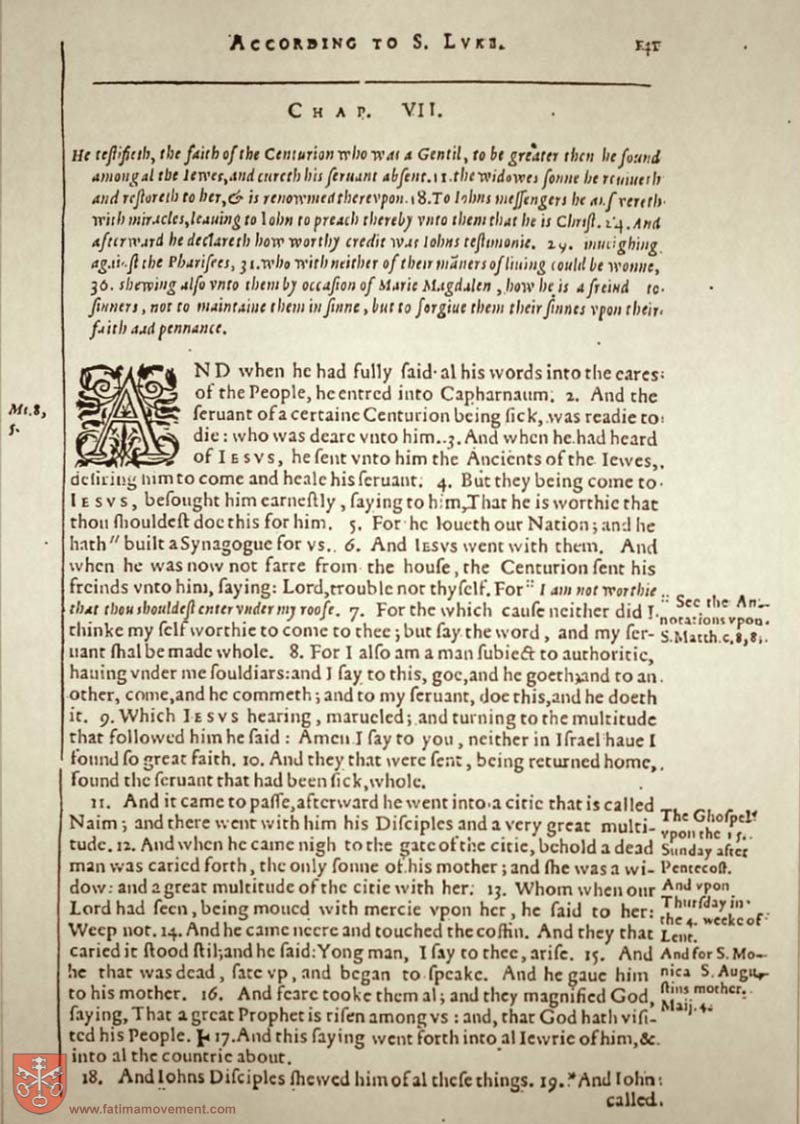 ACCORDING TO S. LVKE. 141
CHAP. VII.
He teſtifieth, the faith of the Centurion who was a Gentil, to be greater then he found
among al the Iewes, and cureth his ſeruant abſent. 11. the widowes ſonne he reuiueth
and reſtoreth to her, & is renowmed therevpon. 18. To Iohns meſſengers he anſvvereth
with miracles, leauing to Iohn to preach thereby vnto them that he is Chriſt. 24. And
afterward he declareth how worthy credit was Iohns teſtimonie. 29. inueighing
againſt the Phariſees, 31. who with neither of their māners of liuing could be wonne,
36. shewing alſo vnto them by occaſion of Marie Magdalen, how he is a freind to
ſinners, not to maintaine them in ſinne, but to forgiue them their ſinnes vpon their
faith aad pennance.
AND when he had fully ſaid al his words into the eares
of the People, he entred into Capharnaum. 2. And the
ſeruant of a certaine Centurion being ſick, was readie to
die: who was deare vnto him. 3. And when he had heard
of IESVS, he ſent vnto him the Anciēnts of the Iewes,
deſiring him to come and heale his ſeruant. 4. But they being come to
IESVS, beſought him earneſtly, ſaying to him, That he is worthie that
thou ſhouldeſt doe this for him. 5. For he loueth our Nation; and he
hath " built a Synagogue for vs. 6. And IESVS went with them. And
when he was now not farre from the houſe, the Centurion ſent his
freinds vnto him, ſaying: Lord, trouble not thyſelf. For :: I am not worthie
that thou shouldeſt enter vnder my roofe. 7. For the which cauſe neither did I
thinke my ſelf worthie to come to thee; but ſay the word, and my ſer-
uant ſhal be made whole. 8. For I alſo am a man ſubiect to authoritie,
hauing vnder me ſouldiars: and I ſay to this, goe, and he goeth; and to an
other, come, and he commeth; and to my ſeruant, doe this, and he doeth
it. 9. Which IESVS hearing, marueled; and turning to the multitude
that followed him he ſaid: Amen I ſay to you, neither in Iſrael haue I
found ſo great faith. 10. And they that were ſent, being returned home,
found the ſeruant that had been ſick, whole.
11. And it came to paſſe, afterward he went into a citie that is called
Naim; and there went with him his Diſciples and a very great multi-
tude. 12. And when he came nigh to the gate of the citie, behold a dead
man was caried forth, the only ſonne of his mother; and ſhe was a wi-
dow: and a great multitude of the citie with her. 13. Whom when our
Lord had ſeen, being moued with mercie vpon her, he ſaid to her:
Weep not. 14. And he came neere and touched the coffin. And they that
caried it ſtood ſtil; and he ſaid: Yong man, I ſay to thee, ariſe. 15. And
he that was dead, ſate vp, and began to ſpeake. And he gaue him
to his mother. 16. And feare tooke them al; and they magnified God,
ſaying, That a great Prophet is riſen among vs: and, that God hath viſi-
ted his People. 17. And this ſaying went forth into al Iewrie of him, &
into al the countrie about.
18. And Iohns Diſciples ſhewed him of al theſe things. 19. * And Iohn
called.
Mt. 8,
5.
:: See the An-
notations vpon.
S. Matth. c. 8, 8.
The Ghoſpel
vpon the 15.
Sunday after
Pentecoſt.
And vpon
Thurſday in
the 4. weeke of
Lent.
And for S. Mo-
nica S. Augu-
ſtins mother.
Maij. 4.
www.fatimamovement.com